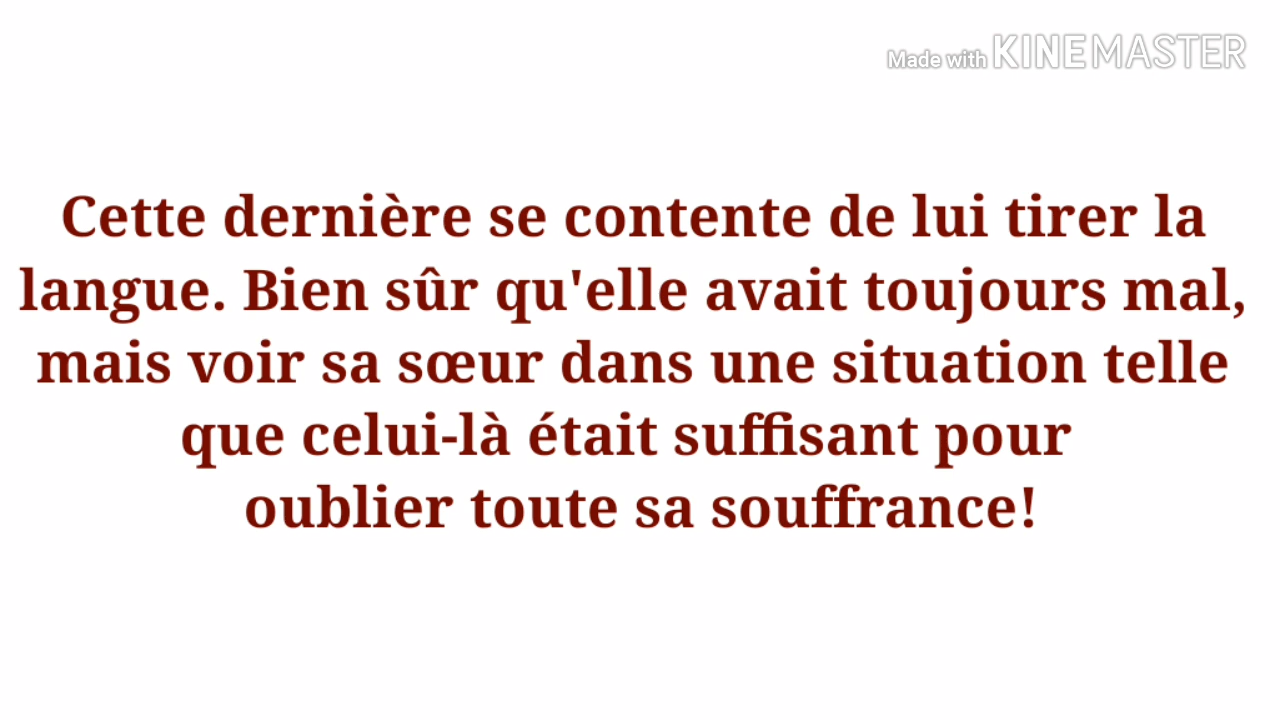 Made with KINEMASTER
Cette dernière se contente de lui tirer la
langue. Bien sûr qu'elle avait toujours mal,
mais voir sa sœur dans une situation telle
que celui-là était suffisant pour
oublier toute sa souffrance!